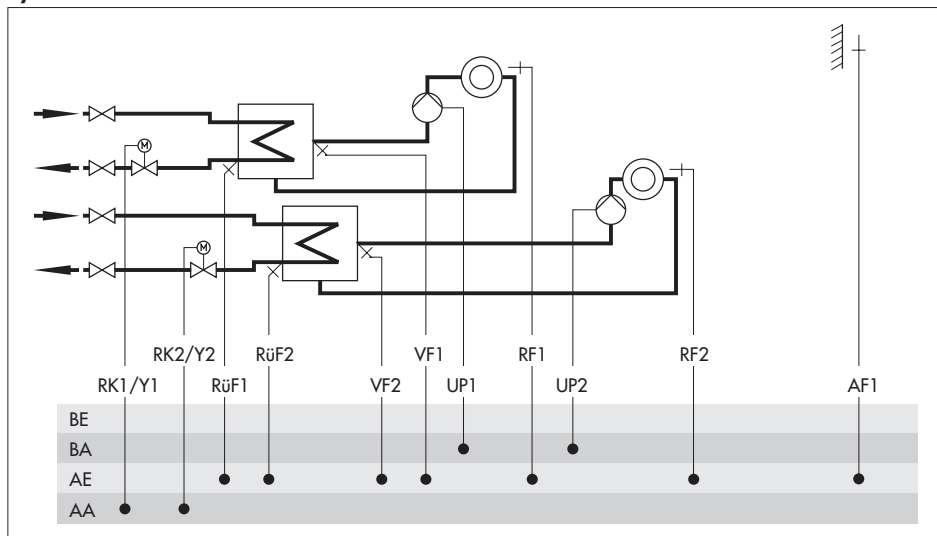 M
M
RK2/Y2 RüF2 VF1 RF1 RF2
RK1/Y1 RüF1 VF2 UP1 UP2 AF1
BE
BA
AE
AA